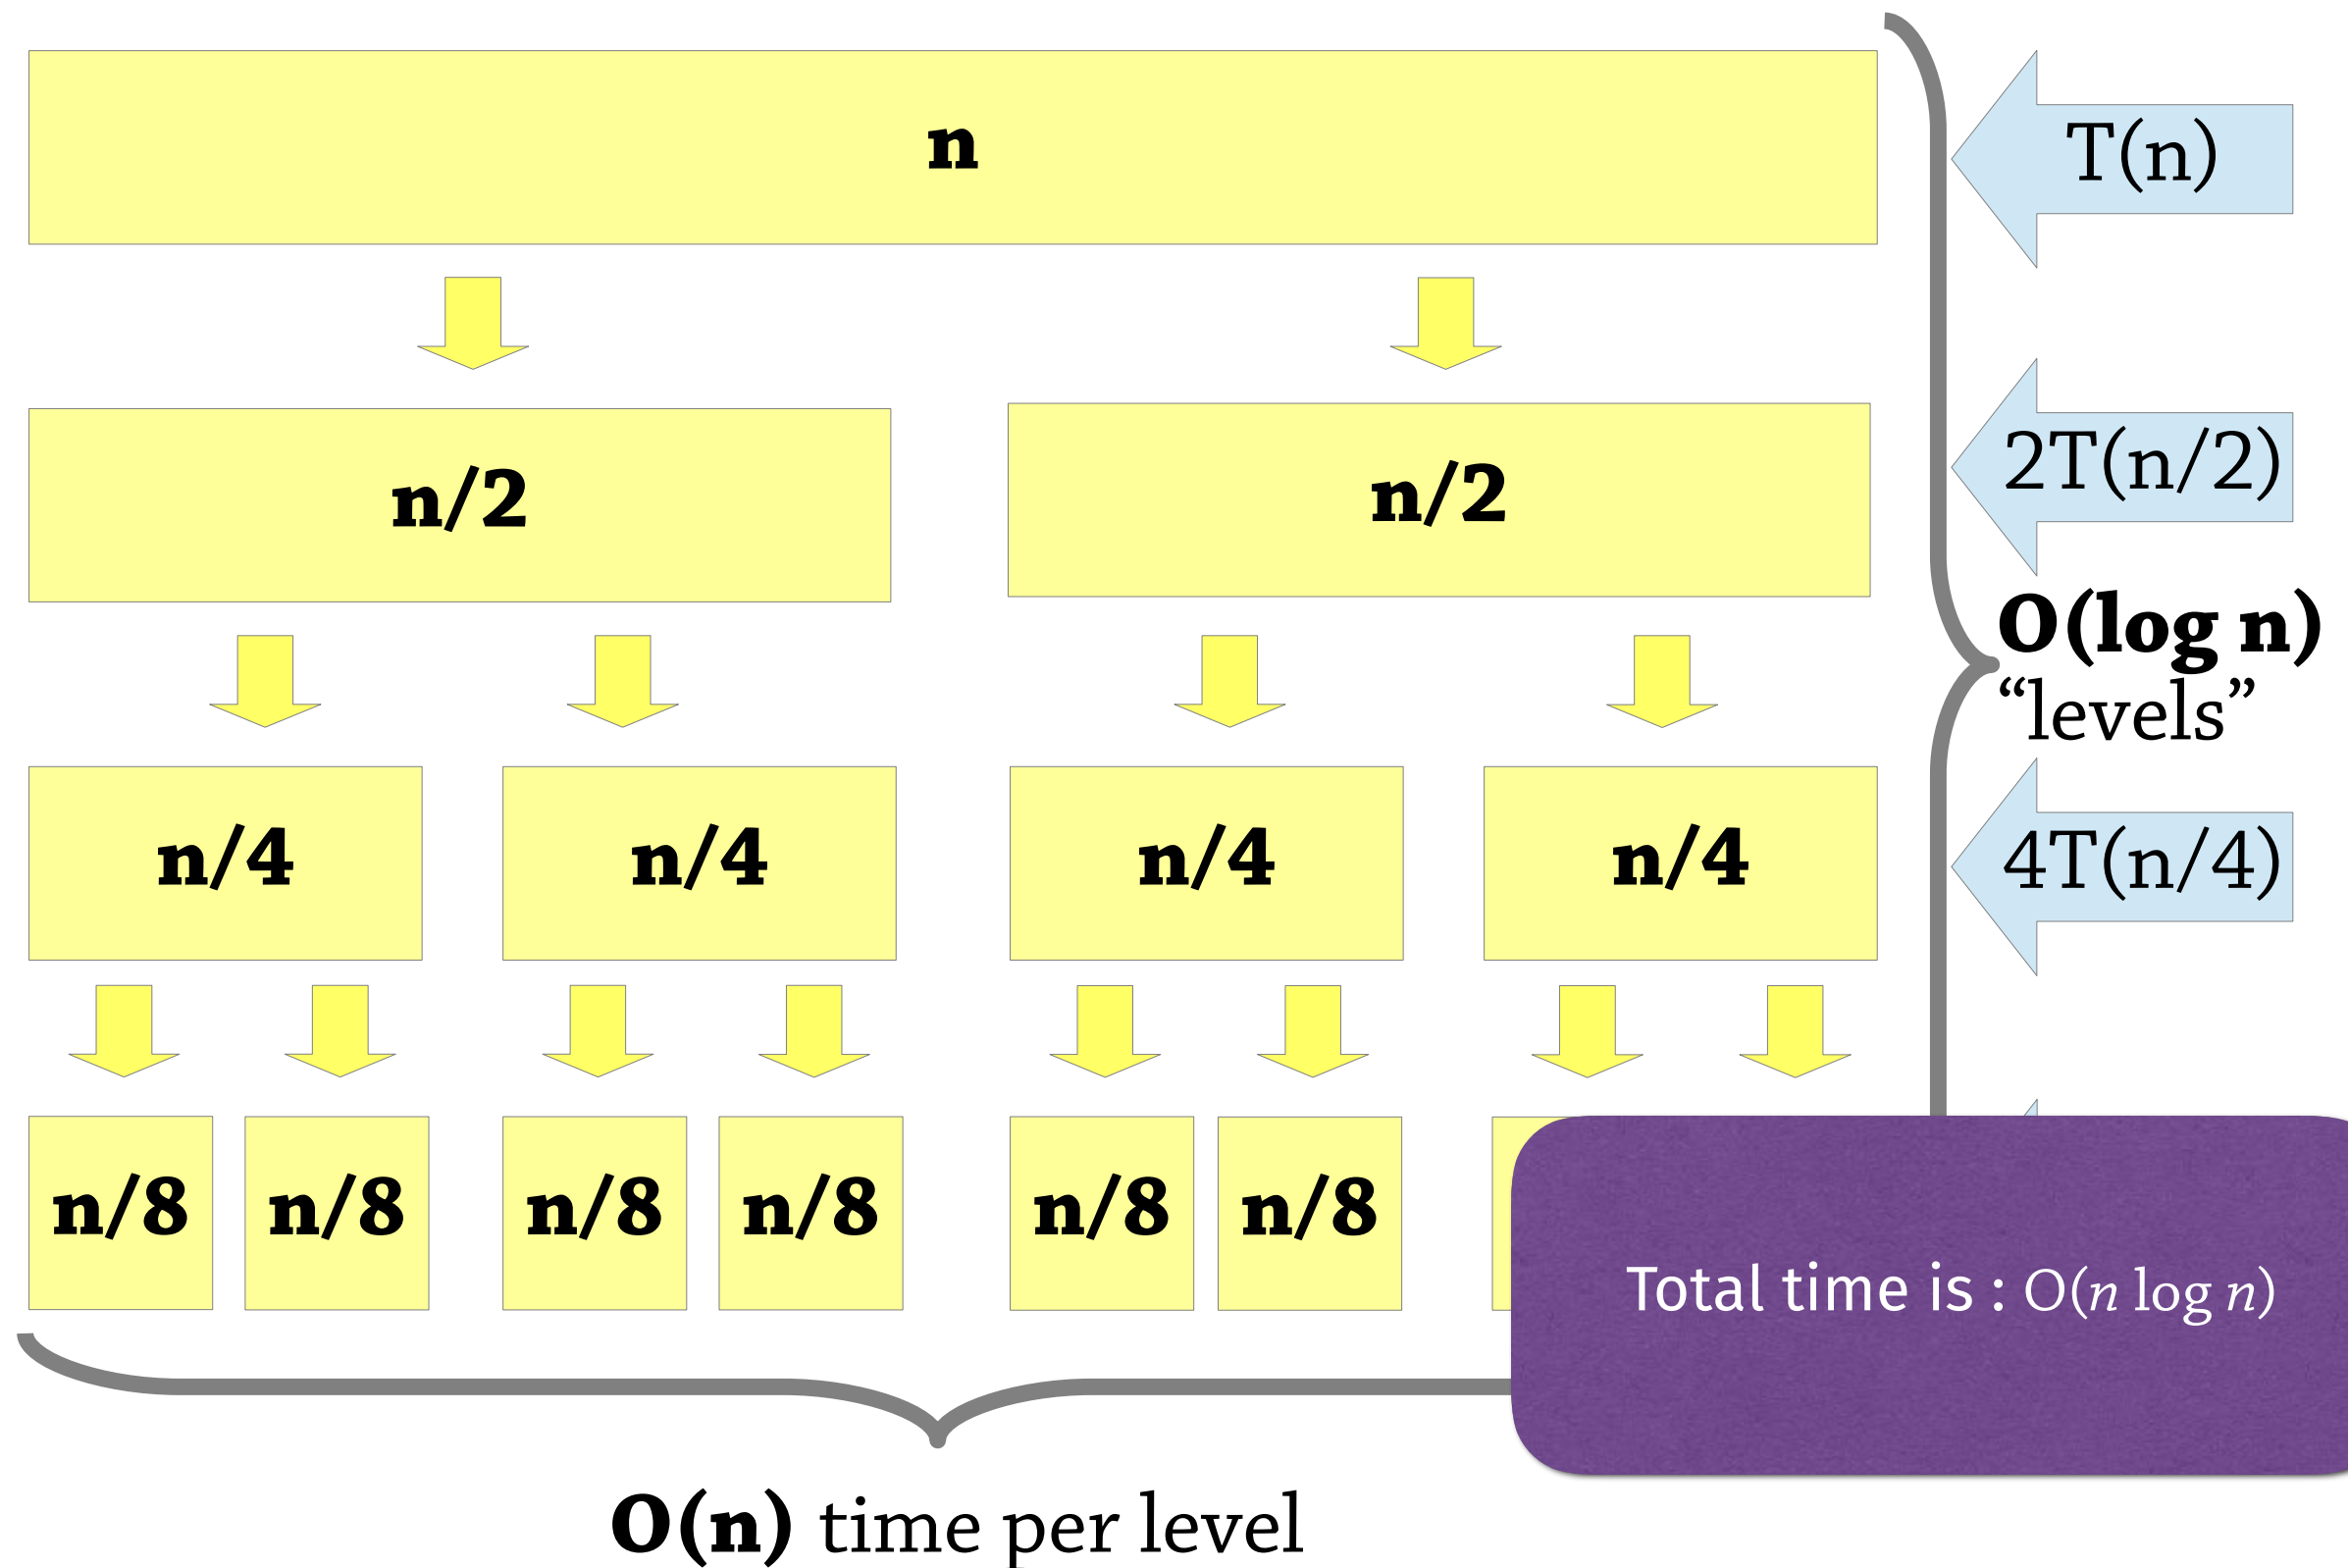 n
T(n)
n/2 n/2
2T(n/2)
O(log n)
“levels”
n/4 n/4 n/4 n/4
4T(n/4)
n/8 n/8 n/8 n/8 n/8 n/8
Total time is : O(n log n)
O(n) time per level